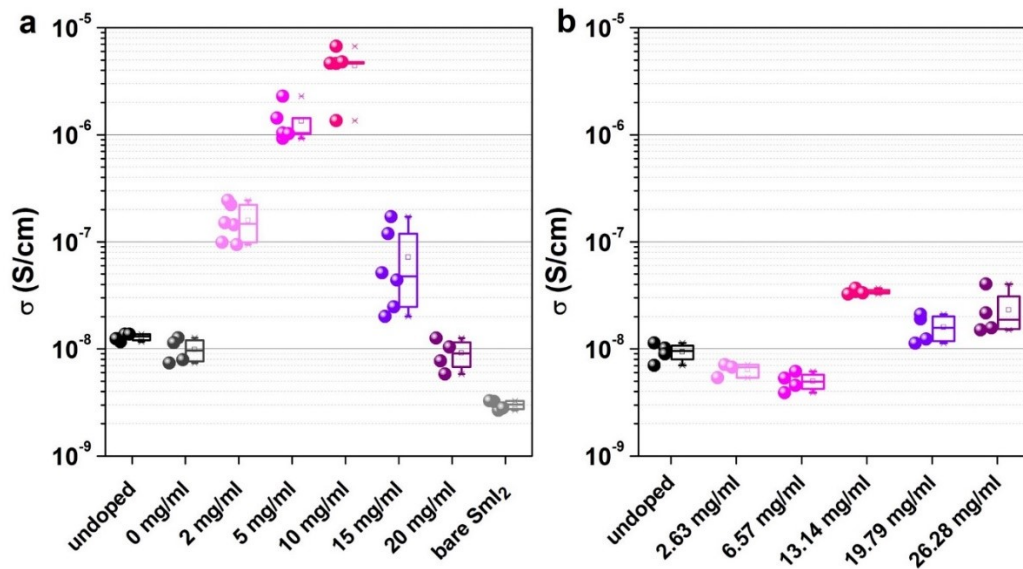 a
10⁻⁵
10⁻⁶
10⁻⁷
10⁻⁸
10⁻⁹
σ (S/cm)
undoped
0 mg/ml
2 mg/ml
5 mg/ml
10 mg/ml
15 mg/ml
20 mg/ml
bare SmI₂
b
10⁻⁵
10⁻⁶
10⁻⁷
10⁻⁸
10⁻⁹
σ (S/cm)
undoped
2.63 mg/ml
6.57 mg/ml
13.14 mg/ml
19.79 mg/ml
26.28 mg/ml